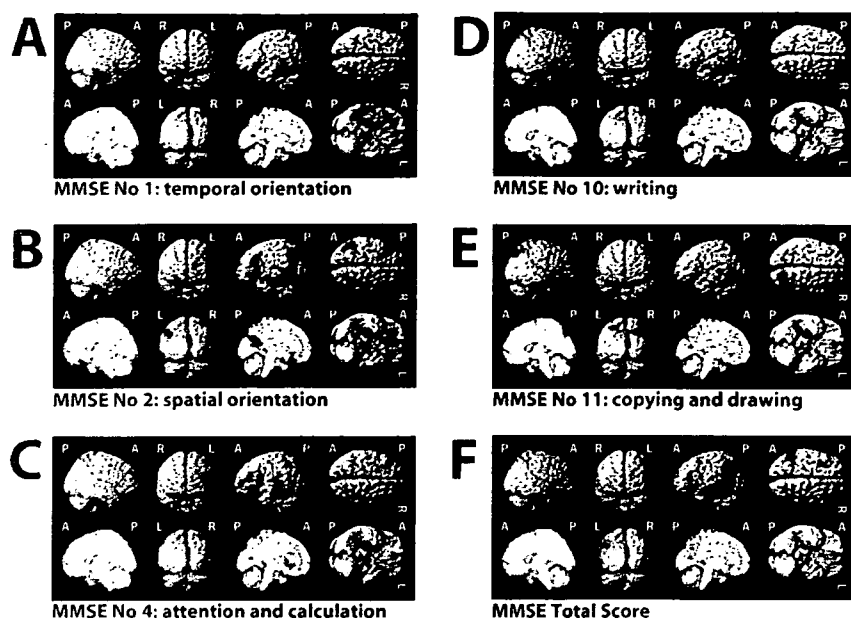 A
P A R L A P A P
R
A P L R P A P A
L
MMSE No 1: temporal orientation
B
P A R L A P A P
R
A P L R P A P A
L
MMSE No 2: spatial orientation
C
P A R L A P A P
R
A P L R P A P A
L
MMSE No 4: attention and calculation
D
P A R L A P A P
R
A P L R P A P A
L
MMSE No 10: writing
E
P A R L A P A P
R
A P L R P A P A
L
MMSE No 11: copying and drawing
F
P A R L A P A P
R
A P L R P A P A
L
MMSE Total Score